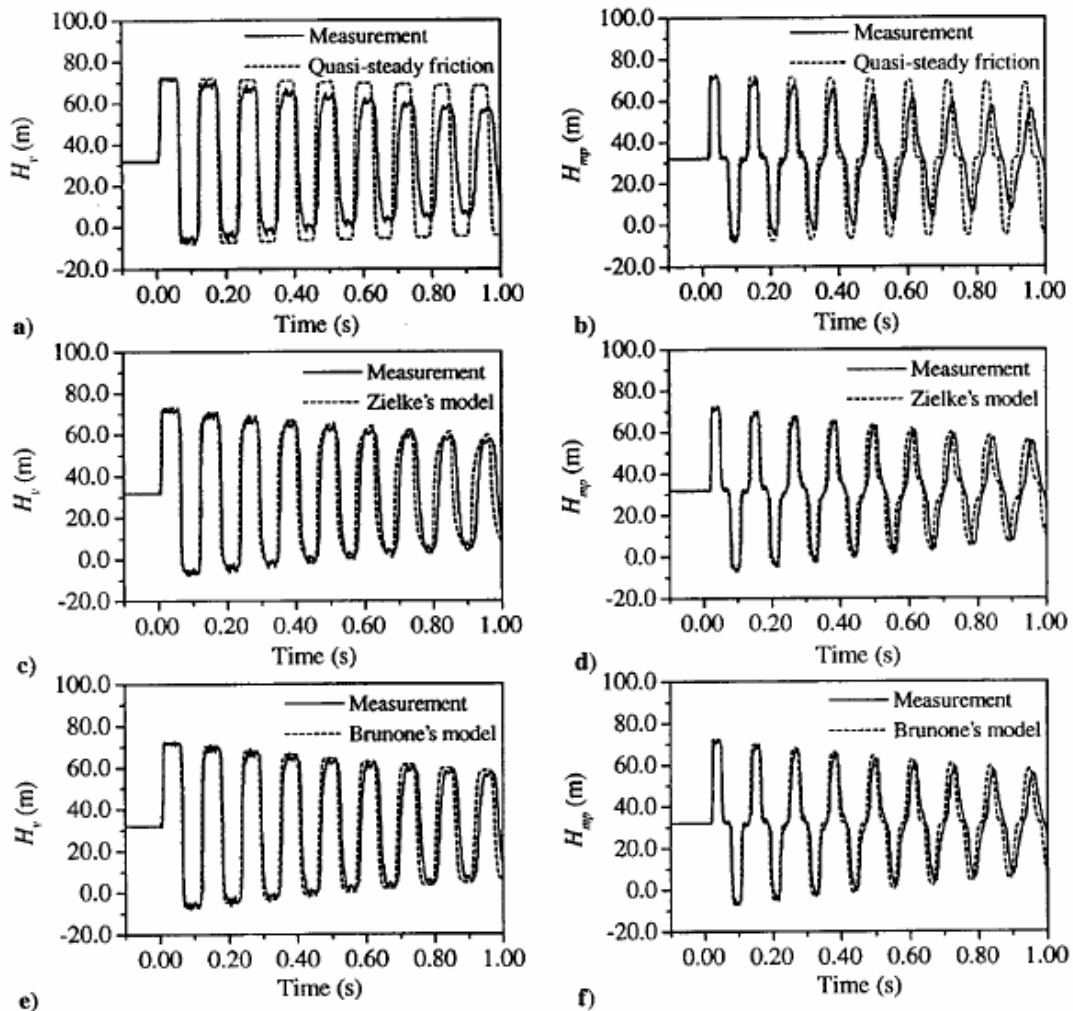 100.0
80.0
60.0
40.0
20.0
0.0
-20.0
H_v (m)
Measurement
Quasi-steady friction
0.00 0.20 0.40 0.60 0.80 1.00
Time (s)
a)
100.0
80.0
60.0
40.0
20.0
0.0
-20.0
H_mp (m)
Measurement
Quasi-steady friction
0.00 0.20 0.40 0.60 0.80 1.00
Time (s)
b)
100.0
80.0
60.0
40.0
20.0
0.0
-20.0
H_v (m)
Measurement
Zielke's model
0.00 0.20 0.40 0.60 0.80 1.00
Time (s)
c)
100.0
80.0
60.0
40.0
20.0
0.0
-20.0
H_mp (m)
Measurement
Zielke's model
0.00 0.20 0.40 0.60 0.80 1.00
Time (s)
d)
100.0
80.0
60.0
40.0
20.0
0.0
-20.0
H_v (m)
Measurement
Brunone's model
0.00 0.20 0.40 0.60 0.80 1.00
Time (s)
e)
100.0
80.0
60.0
40.0
20.0
0.0
-20.0
H_mp (m)
Measurement
Brunone's model
0.00 0.20 0.40 0.60 0.80 1.00
Time (s)
f)